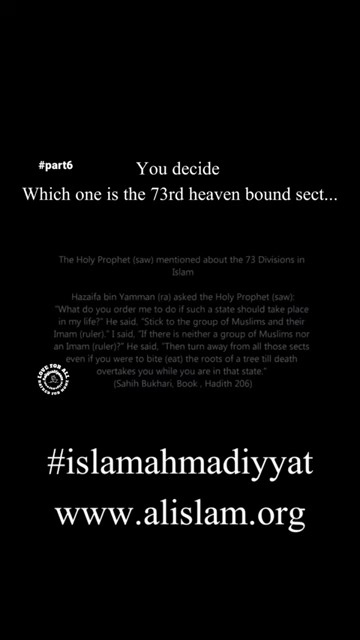 #part6
You decide
Which one is the 73rd heaven bound sect...
The Holy Prophet (saw) mentioned about the 73 Divisions in
Islam
Hazaifa bin Yamman (ra) asked the Holy Prophet (saw):
"What do you order me to do if such a state should take place
in my life?" He said, "Stick to the group of Muslims and their
Imam (ruler)." I said, "If there is neither a group of Muslims nor
an Imam (ruler)?" He said, "Then turn away from all those sects
even if you were to bite (eat) the roots of a tree till death
overtakes you while you are in that state."
(Sahih Bukhari, Book , Hadith 206)
LOVE FOR ALL
#islamahmadiyyat
www.alislam.org